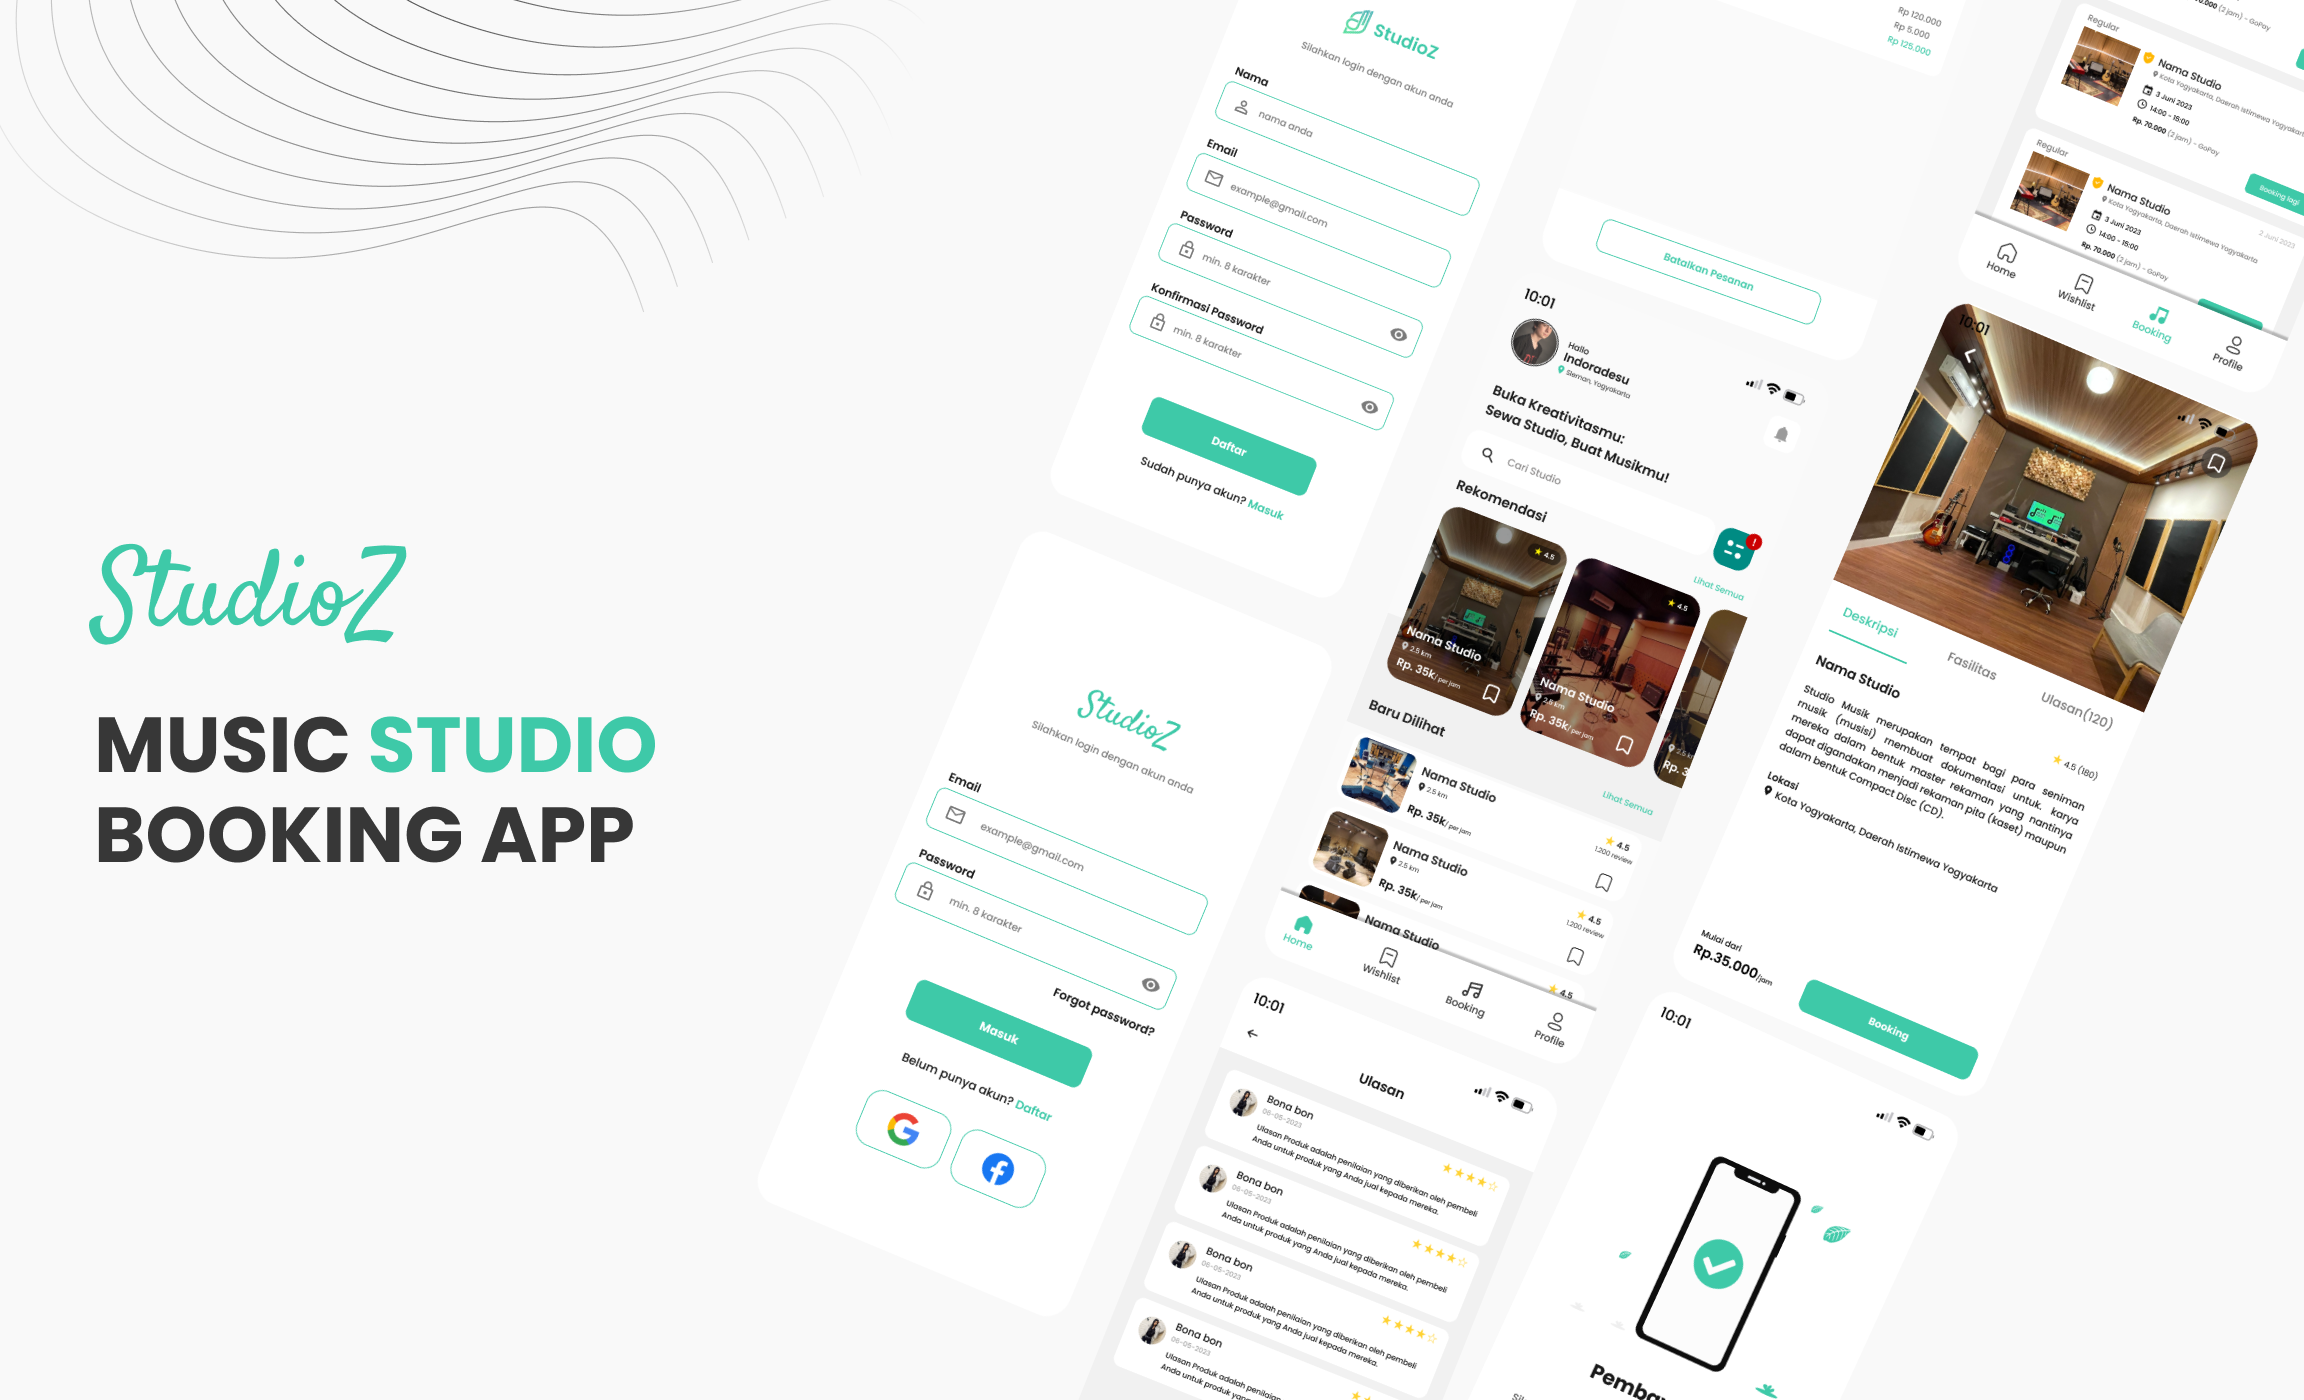 StudioZ
MUSIC STUDIO
BOOKING APP
StudioZ
Silahkan login dengan akun anda
Nama
nama anda
Email
example@gmail.com
Password
min. 8 karakter
Konfirmasi Password
min. 8 karakter
Daftar
Sudah punya akun? Masuk
StudioZ
Silahkan login dengan akun anda
Email
example@gmail.com
Password
min. 8 karakter
Forgot password?
Masuk
Belum punya akun? Daftar
Rp 120.000
Rp 5.000
Rp 125.000
Batalkan Pesanan
10:01
Hallo
Indoradesu
Sleman, Yogyakarta
Buka Kreativitasmu:
Sewa Studio, Buat Musikmu!
Cari Studio
Rekomendasi
Lihat Semua
4.5
Nama Studio
2.5 km
Rp. 35k/ per jam
4.5
Nama Studio
2.5 km
Rp. 35k/ per jam
2.5 k
Rp. 3
Baru Dilihat
Lihat Semua
Nama Studio
2.5 km
Rp. 35k/ per jam
4.5
1.200 review
Nama Studio
2.5 km
Rp. 35k/ per jam
4.5
1.200 review
Nama Studio
4.5
Home
Wishlist
Booking
Profile
10:01
Ulasan
Bona bon
06-05-2023
Ulasan Produk adalah penilaian yang diberikan oleh pembeli
Anda untuk produk yang Anda jual kepada mereka.
Bona bon
06-05-2023
Ulasan Produk adalah penilaian yang diberikan oleh pembeli
Anda untuk produk yang Anda jual kepada mereka.
Bona bon
06-05-2023
Ulasan Produk adalah penilaian yang diberikan oleh pembeli
Anda untuk produk yang Anda jual kepada mereka.
Bona bon
06-05-2023
Ulasan Produk adalah penilaian
Anda untuk produk yang
(2 jam) - GoPay
Regular
Nama Studio
Kota Yogyakarta, Daerah Istimewa Yogyakarta
3 Juni 2023
14:00 - 15:00
Rp. 70.000 (2 jam) - GoPay
Booking lagi
Regular
2 Juni 2023
Nama Studio
Kota Yogyakarta, Daerah Istimewa Yogyakarta
3 Juni 2023
14:00 - 15:00
Rp. 70.000 (2 jam) - GoPay
Home
Wishlist
Booking
Profile
10:01
Deskripsi
Fasilitas
Ulasan(120)
Nama Studio
4.5 (180)
Studio Musik merupakan tempat bagi para seniman
musik (musisi) membuat dokumentasi untuk. karya
mereka dalam bentuk master rekaman yang nantinya
dapat digandakan menjadi rekaman pita (kaset) maupun
dalam bentuk Compact Disc (CD).
Lokasi
Kota Yogyakarta, Daerah Istimewa Yogyakarta
Mulai dari
Rp.35.000/jam
Booking
10:01